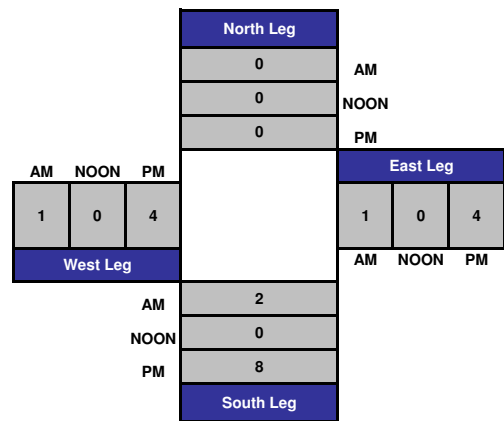 North Leg
0 AM
0 NOON
0 PM
AM NOON PM East Leg
1 0 4 1 0 4
West Leg AM NOON PM
AM 2
NOON 0
PM 8
South Leg